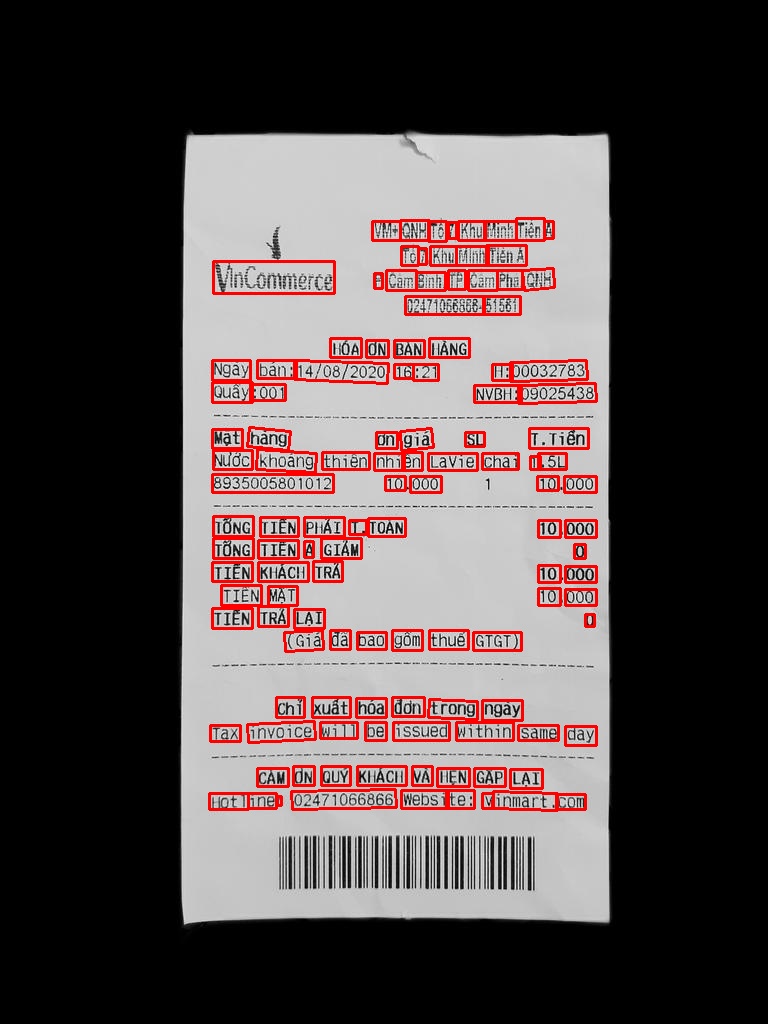 VM+ QNH Tổ 7 Khu Minh Tiến A
Tổ 7 Khu Minh Tiến A
VinCommerce
P. Cẩm Bình, TP. Cẩm Phả, QNH
02471066866-51561
HÓA ĐƠN BÁN HÀNG
Ngày bán:14/08/2020 16:21 HĐ:00032783
Quầy:001 NVBH:09025438
Mặt hàng Đơn giá SL T.Tiền
Nước khoáng thiên nhiên LaVie chai 1.5L
8935005801012 10.000 1 10.000
TỔNG TIỀN PHẢI T.TOÁN 10.000
TỔNG TIỀN ĐÃ GIẢM 0
TIỀN KHÁCH TRẢ 10.000
TIỀN MẶT 10.000
TIỀN TRẢ LẠI 0
(Giá đã bao gồm thuế GTGT)
Chỉ xuất hóa đơn trong ngày
Tax invoice will be issued within same day
CẢM ƠN QUÝ KHÁCH VÀ HẸN GẶP LẠI
Hotline: 02471066866 Website: vinmart.com